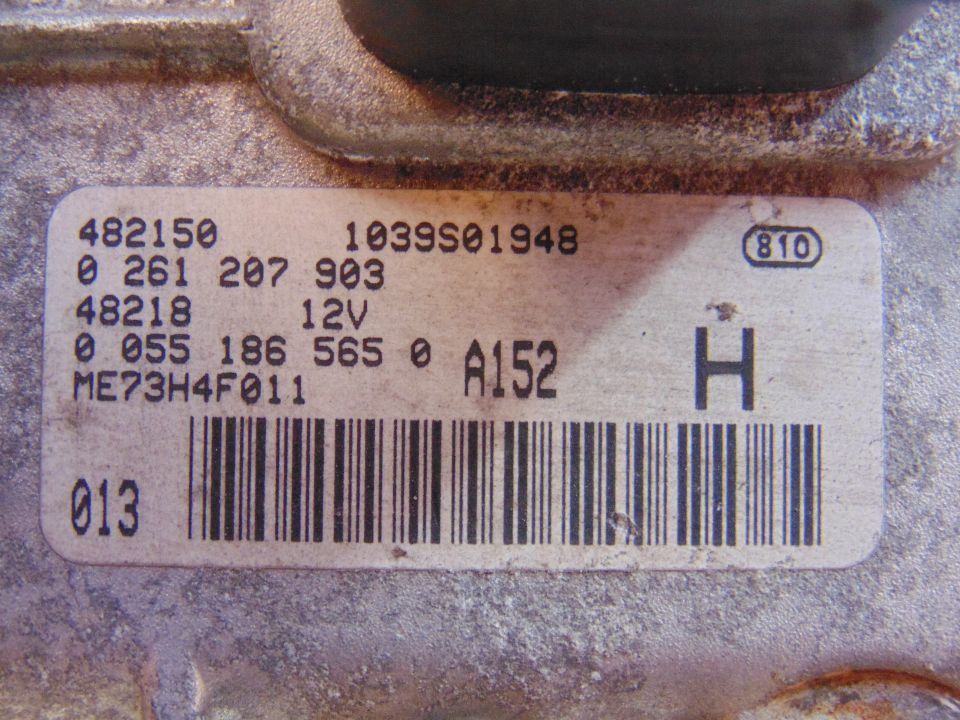 482150 1039S01948 810
0 261 207 903
48218 12V
0 055 186 565 0 A152 H
ME73H4F011
013